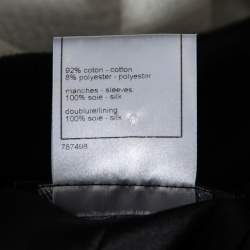 92% coton - cotton
8% polyester - polyester
manches - sleeves
100% soie - silk
doublure/lining
100% soie - silk
787498